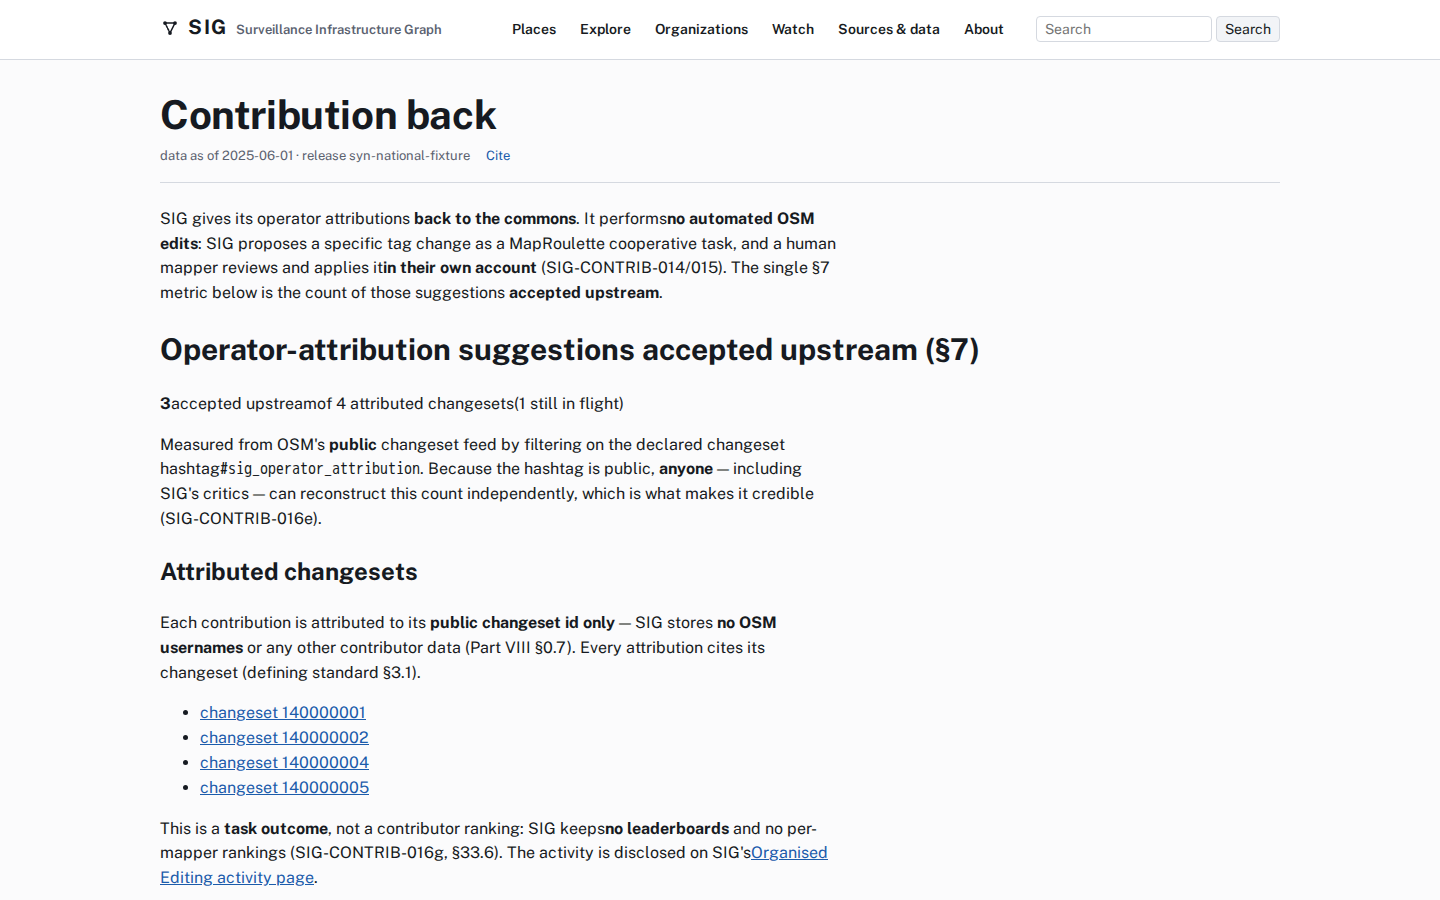 SIG Surveillance Infrastructure Graph Places Explore Organizations Watch Sources & data About Search Search
Contribution back
data as of 2025-06-01 · release syn-national-fixture Cite
SIG gives its operator attributions back to the commons. It performsno automated OSM
edits: SIG proposes a specific tag change as a MapRoulette cooperative task, and a human
mapper reviews and applies itin their own account (SIG-CONTRIB-014/015). The single §7
metric below is the count of those suggestions accepted upstream.
Operator-attribution suggestions accepted upstream (§7)
3accepted upstreamof 4 attributed changesets(1 still in flight)
Measured from OSM's public changeset feed by filtering on the declared changeset
hashtag#sig_operator_attribution. Because the hashtag is public, anyone — including
SIG's critics — can reconstruct this count independently, which is what makes it credible
(SIG-CONTRIB-016e).
Attributed changesets
Each contribution is attributed to its public changeset id only — SIG stores no OSM
usernames or any other contributor data (Part VIII §0.7). Every attribution cites its
changeset (defining standard §3.1).
• changeset 140000001
• changeset 140000002
• changeset 140000004
• changeset 140000005
This is a task outcome, not a contributor ranking: SIG keepsno leaderboards and no per-
mapper rankings (SIG-CONTRIB-016g, §33.6). The activity is disclosed on SIG'sOrganised
Editing activity page.